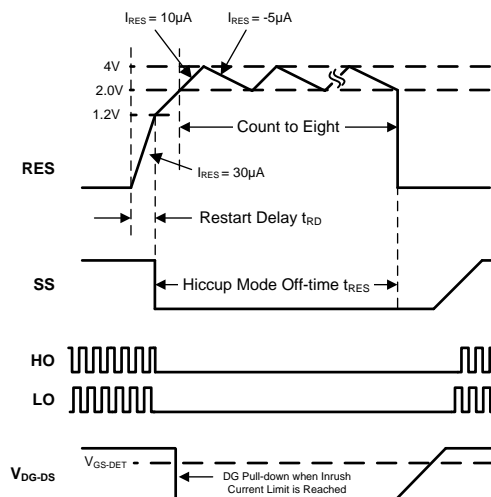 I_RES = 10µA
I_RES = -5µA
4V
2.0V
1.2V
Count to Eight
RES
I_RES = 30µA
Restart Delay t_RD
SS
Hiccup Mode Off-time t_RES
HO
LO
V_GS-DET
V_DG-DS
DG Pull-down when Inrush
Current Limit is Reached